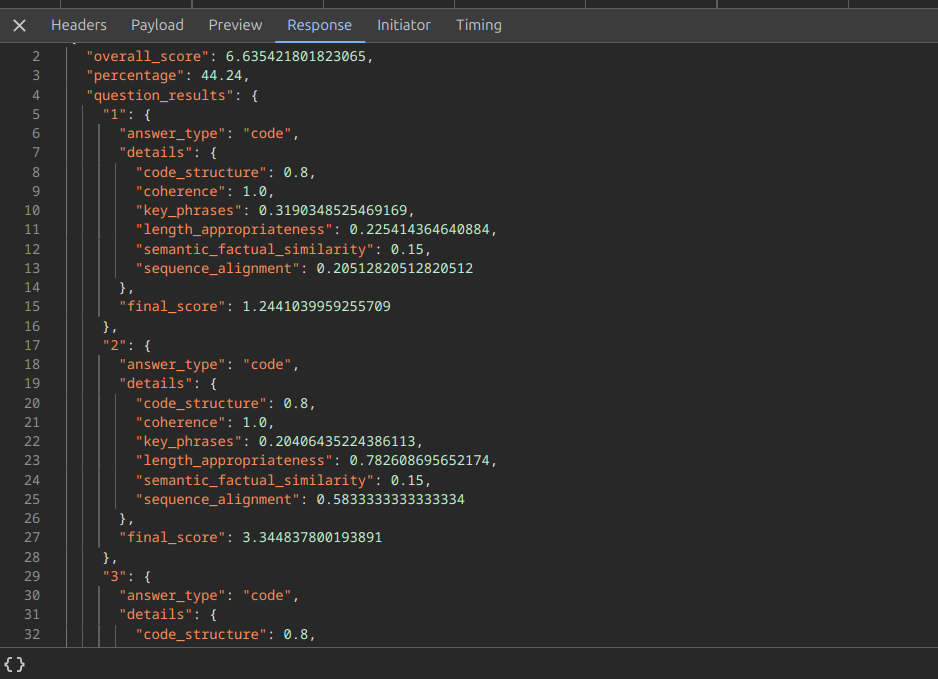 Headers Payload Preview Response Initiator Timing
2 "overall_score": 6.635421801823065,
3 "percentage": 44.24,
4 "question_results": {
5 "1": {
6 "answer_type": "code",
7 "details": {
8 "code_structure": 0.8,
9 "coherence": 1.0,
10 "key_phrases": 0.3190348525469169,
11 "length_appropriateness": 0.225414364640884,
12 "semantic_factual_similarity": 0.15,
13 "sequence_alignment": 0.20512820512820512
14 },
15 "final_score": 1.2441039959255709
16 },
17 "2": {
18 "answer_type": "code",
19 "details": {
20 "code_structure": 0.8,
21 "coherence": 1.0,
22 "key_phrases": 0.20406435224386113,
23 "length_appropriateness": 0.782608695652174,
24 "semantic_factual_similarity": 0.15,
25 "sequence_alignment": 0.5833333333333334
26 },
27 "final_score": 3.344837800193891
28 },
29 "3": {
30 "answer_type": "code",
31 "details": {
32 "code_structure": 0.8,
{}